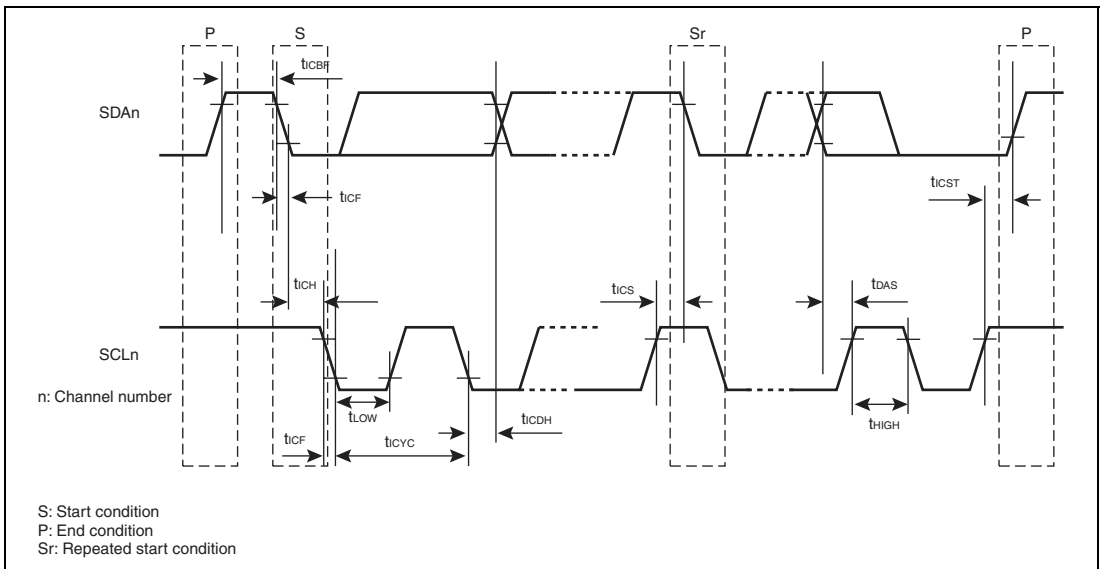 P S Sr P
tICBF
SDAn
tICF
tICST
tICH
tICS
tDAS
SCLn
n: Channel number
tLOW
tICDH
tHIGH
tICF
tICYC
S: Start condition
P: End condition
Sr: Repeated start condition